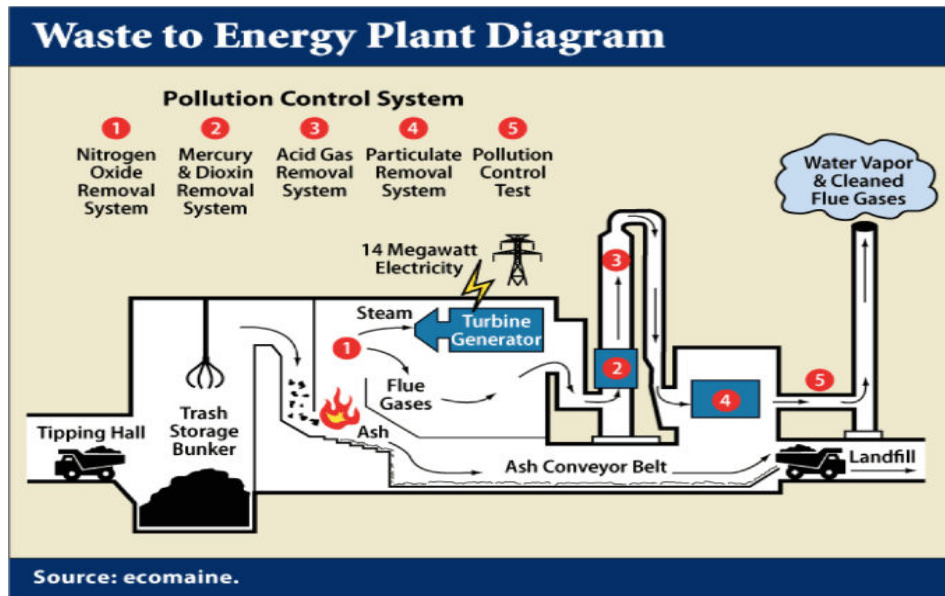 Waste to Energy Plant Diagram
Pollution Control System
1
Nitrogen
Oxide
Removal
System
2
Mercury
& Dioxin
Removal
System
3
Acid Gas
Removal
System
4
Particulate
Removal
System
5
Pollution
Control
Test
Water Vapor
& Cleaned
Flue Gases
14 Megawatt
Electricity
3
Steam
Turbine
Generator
1
2
Flue
Gases
4
5
Tipping Hall
Trash
Storage
Bunker
Ash
Ash Conveyor Belt
Landfill
Source: ecomaine.